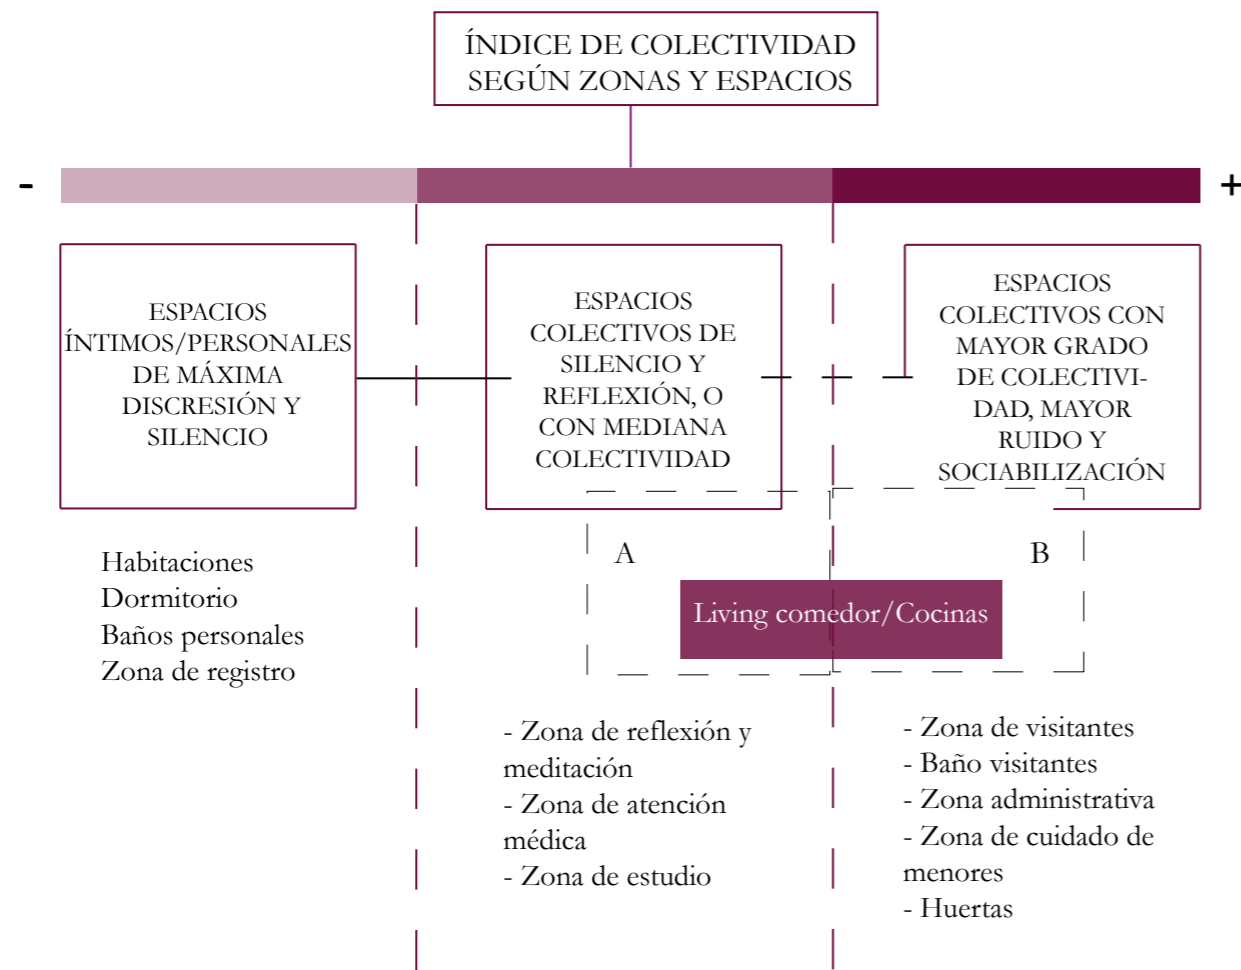 ÍNDICE DE COLECTIVIDAD
SEGÚN ZONAS Y ESPACIOS
-
+
ESPACIOS
ÍNTIMOS/PERSONALES
DE MÁXIMA
DISCRESIÓN Y
SILENCIO
ESPACIOS
COLECTIVOS DE
SILENCIO Y
REFLEXIÓN, O
CON MEDIANA
COLECTIVIDAD
ESPACIOS
COLECTIVOS CON
MAYOR GRADO
DE COLECTIVI-
DAD, MAYOR
RUIDO Y
SOCIABILIZACIÓN
Habitaciones
Dormitorio
Baños personales
Zona de registro
A
B
Living comedor/Cocinas
- Zona de reflexión y
meditación
- Zona de atención
médica
- Zona de estudio
- Zona de visitantes
- Baño visitantes
- Zona administrativa
- Zona de cuidado de
menores
- Huertas